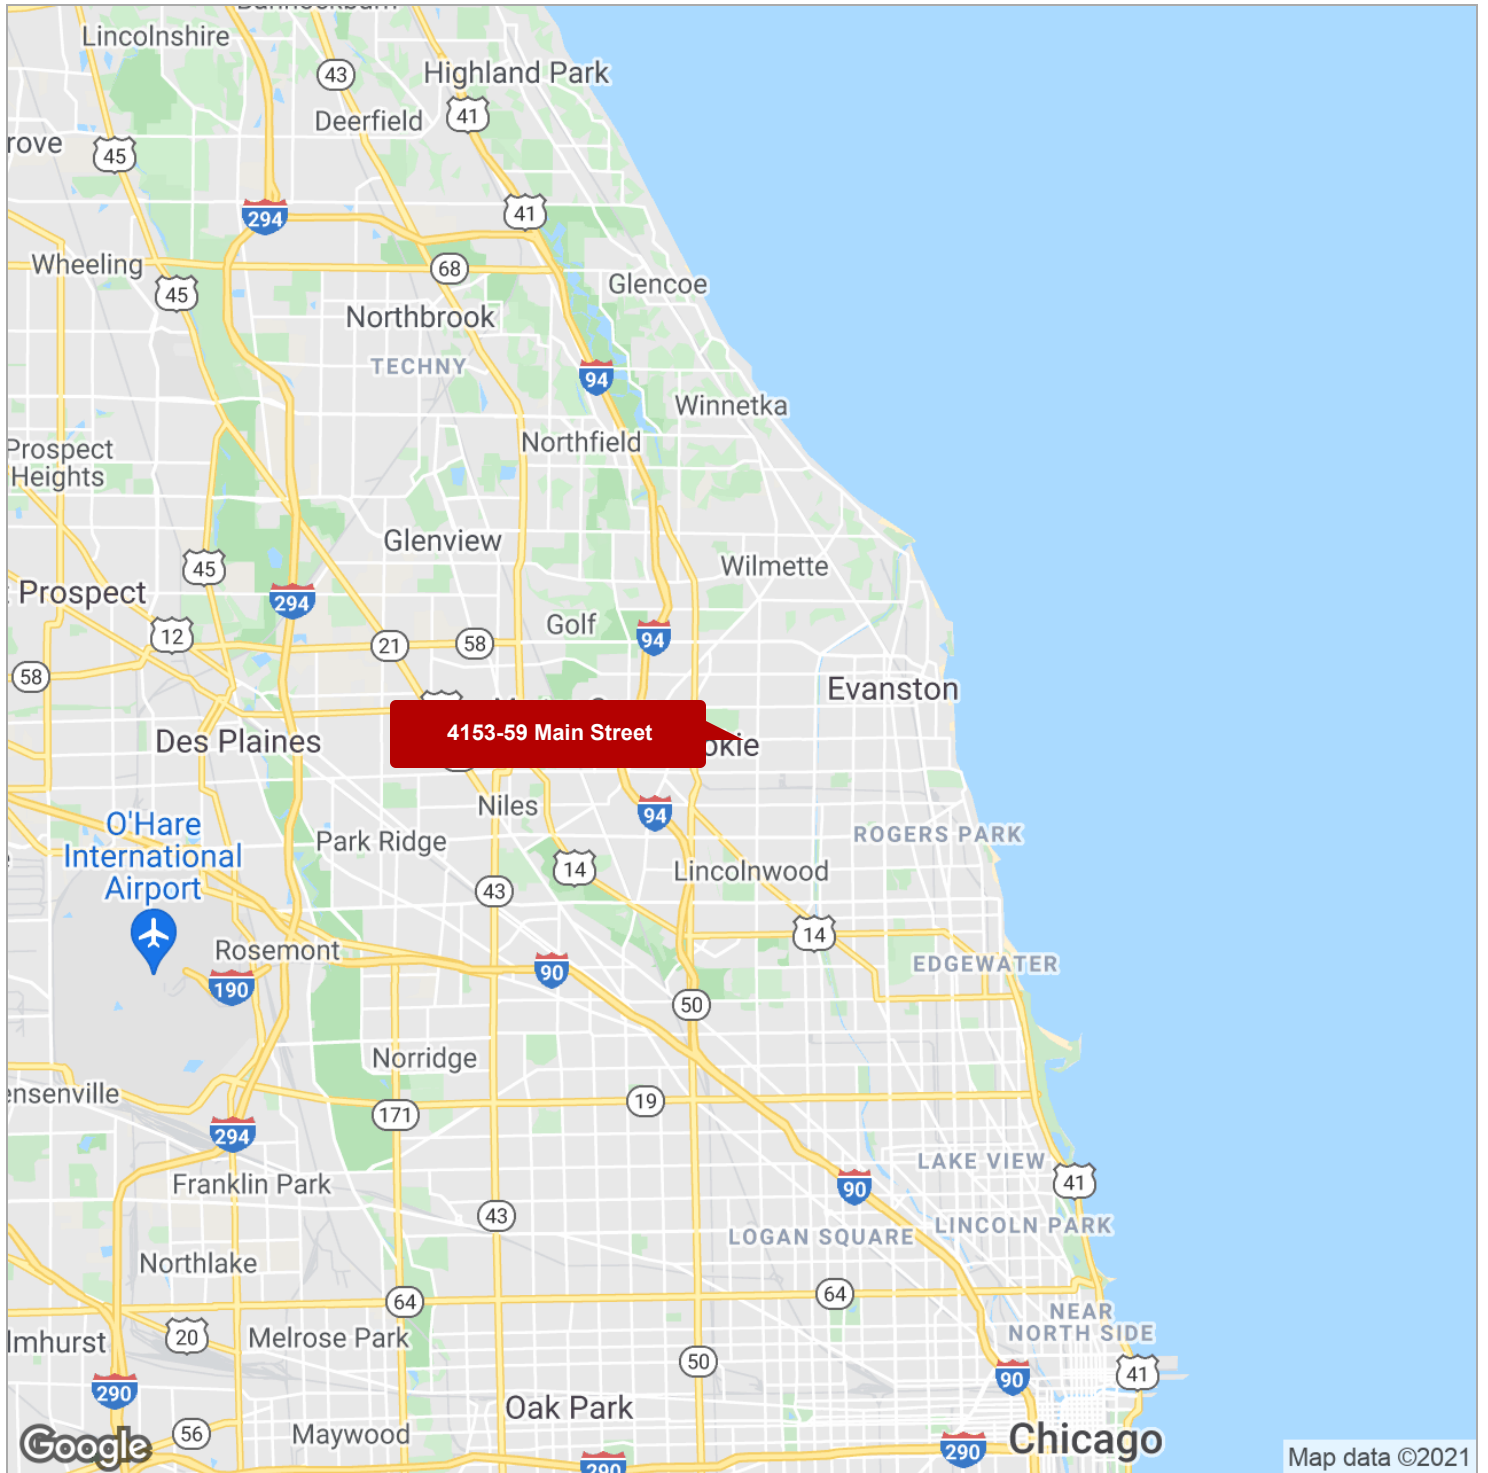 Lincolnshire
43
Highland Park
41
Deerfield
rove
45
294
41
Wheeling
45
68
Glencoe
Northbrook
TECHNY
94
Winnetka
Northfield
Prospect
Heights
Glenview
45
Wilmette
Prospect
294
12
Golf
21
58
94
58
Evanston
4153-59 Main Street
okie
Des Plaines
Niles
94
O'Hare
International
Airport
Park Ridge
ROGERS PARK
14
Lincolnwood
43
14
Rosemont
EDGEWATER
90
190
50
Norridge
ensenville
171
19
294
LAKE VIEW
Franklin Park
41
90
43
LINCOLN PARK
LOGAN SQUARE
Northlake
64
64
NEAR
NORTH SIDE
20
Melrose Park
lmhurst
50
41
290
90
Oak Park
56
Maywood
Chicago
290
290
Google
Map data ©2021